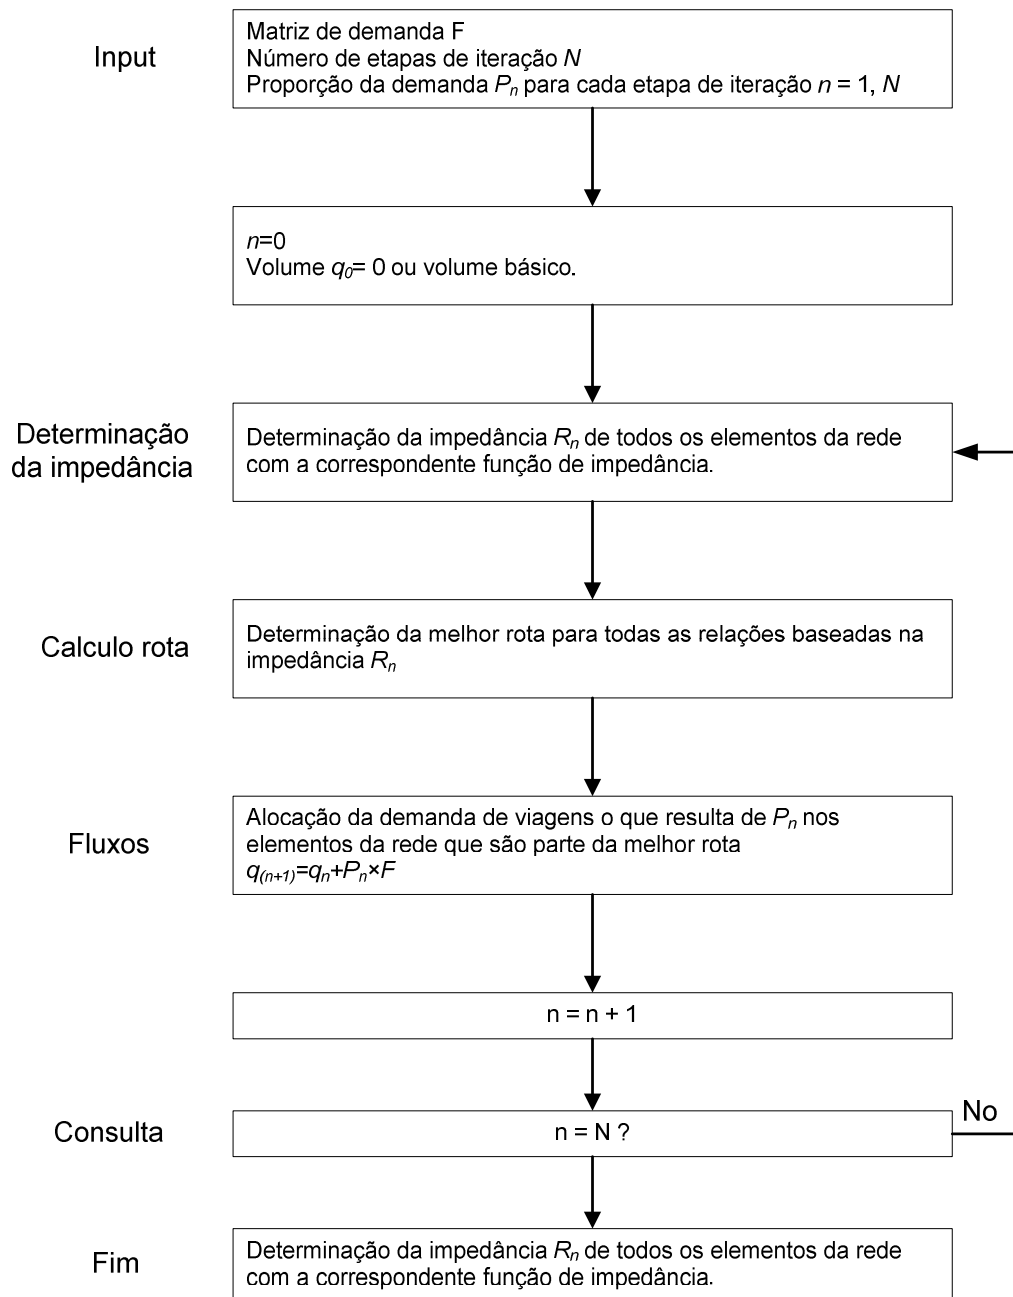 Input
Matriz de demanda F
Número de etapas de iteração N
Proporção da demanda Pn para cada etapa de iteração n = 1, N
n=0
Volume q0= 0 ou volume básico.
Determinação
da impedância
Determinação da impedância Rn de todos os elementos da rede
com a correspondente função de impedância.
Calculo rota
Determinação da melhor rota para todas as relações baseadas na
impedância Rn
Fluxos
Alocação da demanda de viagens o que resulta de Pn nos
elementos da rede que são parte da melhor rota
q(n+1)=qn+Pn×F
n = n + 1
Consulta
n = N ?
No
Fim
Determinação da impedância Rn de todos os elementos da rede
com a correspondente função de impedância.